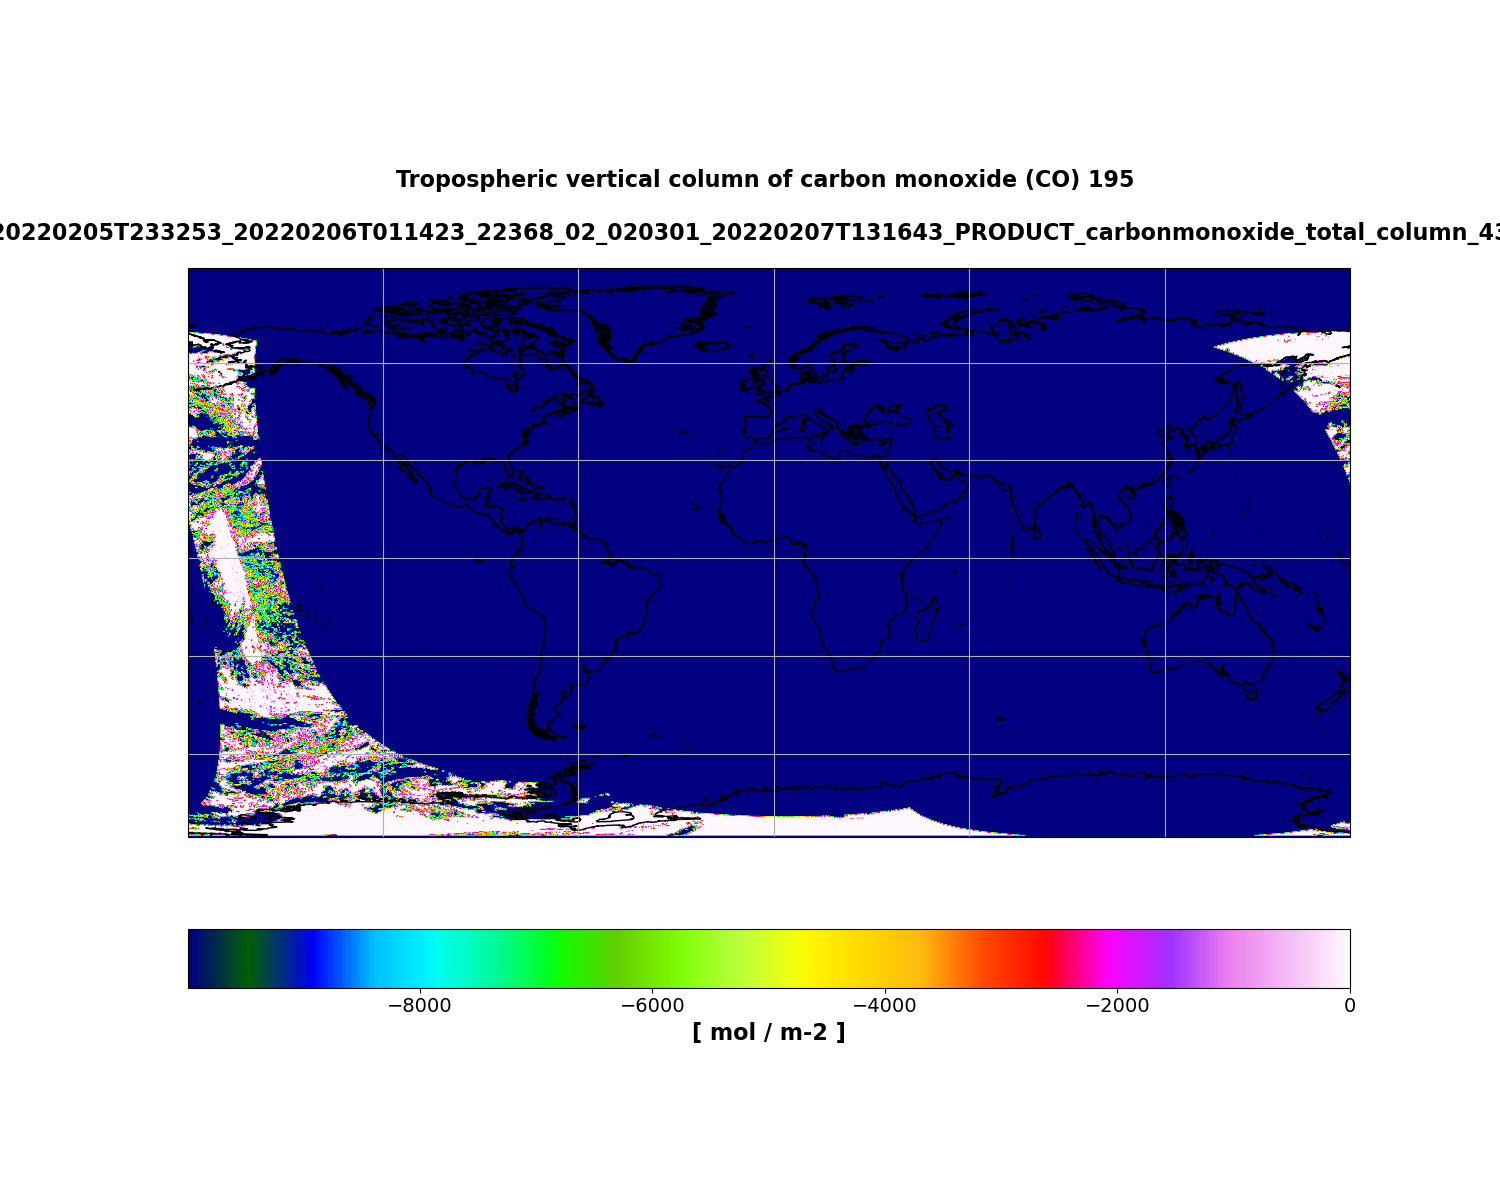 Tropospheric vertical column of carbon monoxide (CO) 195
20220205T233253_20220206T011423_22368_02_020301_20220207T131643_PRODUCT_carbonmonoxide_total_column_43
−8000 −6000 −4000 −2000 0
[ mol / m-2 ]